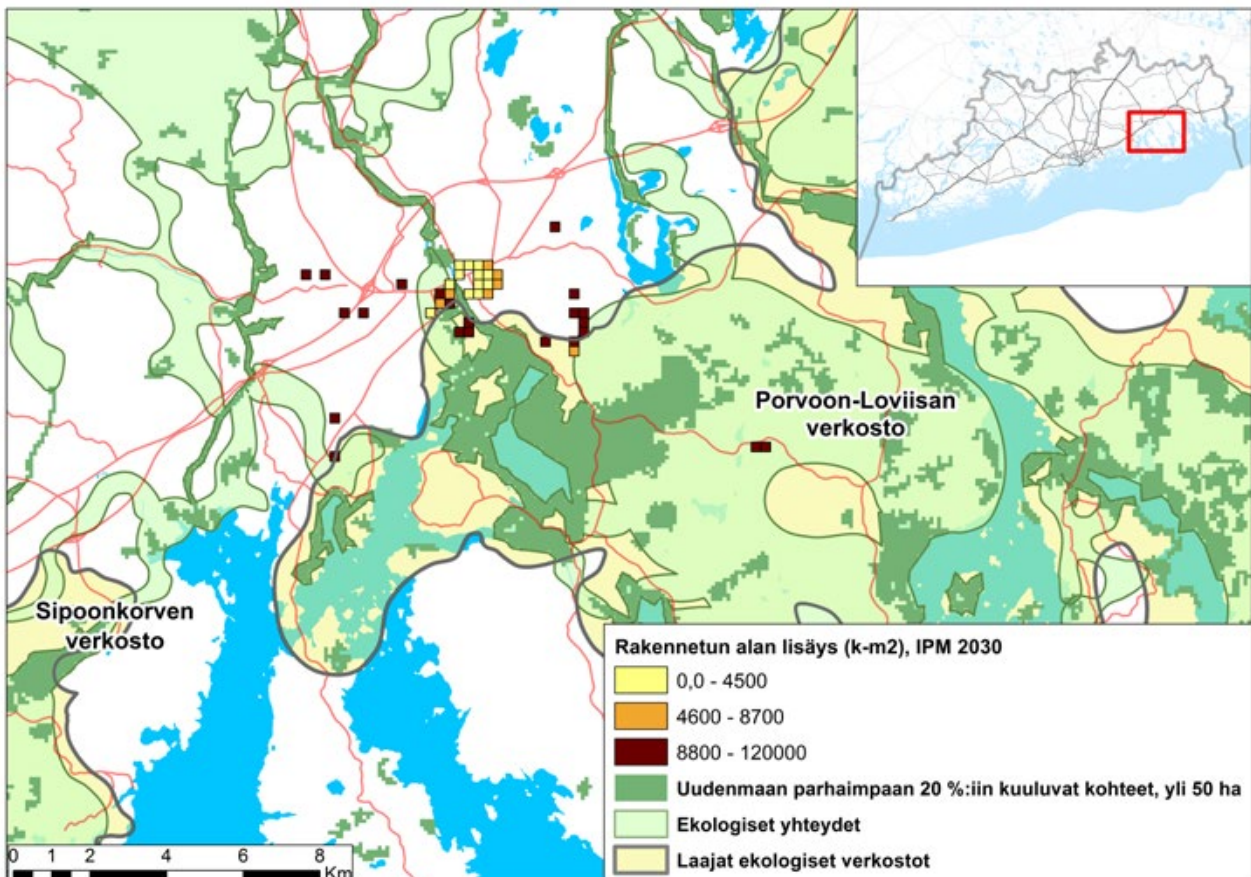 Porvoon-Loviisan
verkosto
Sipoonkorven
verkosto
Rakennetun alan lisäys (k-m2), IPM 2030
0,0 - 4500
4600 - 8700
8800 - 120000
Uudenmaan parhaimpaan 20 %:iin kuuluvat kohteet, yli 50 ha
Ekologiset yhteydet
Laajat ekologiset verkostot
0 1 2 4 6 8
Km